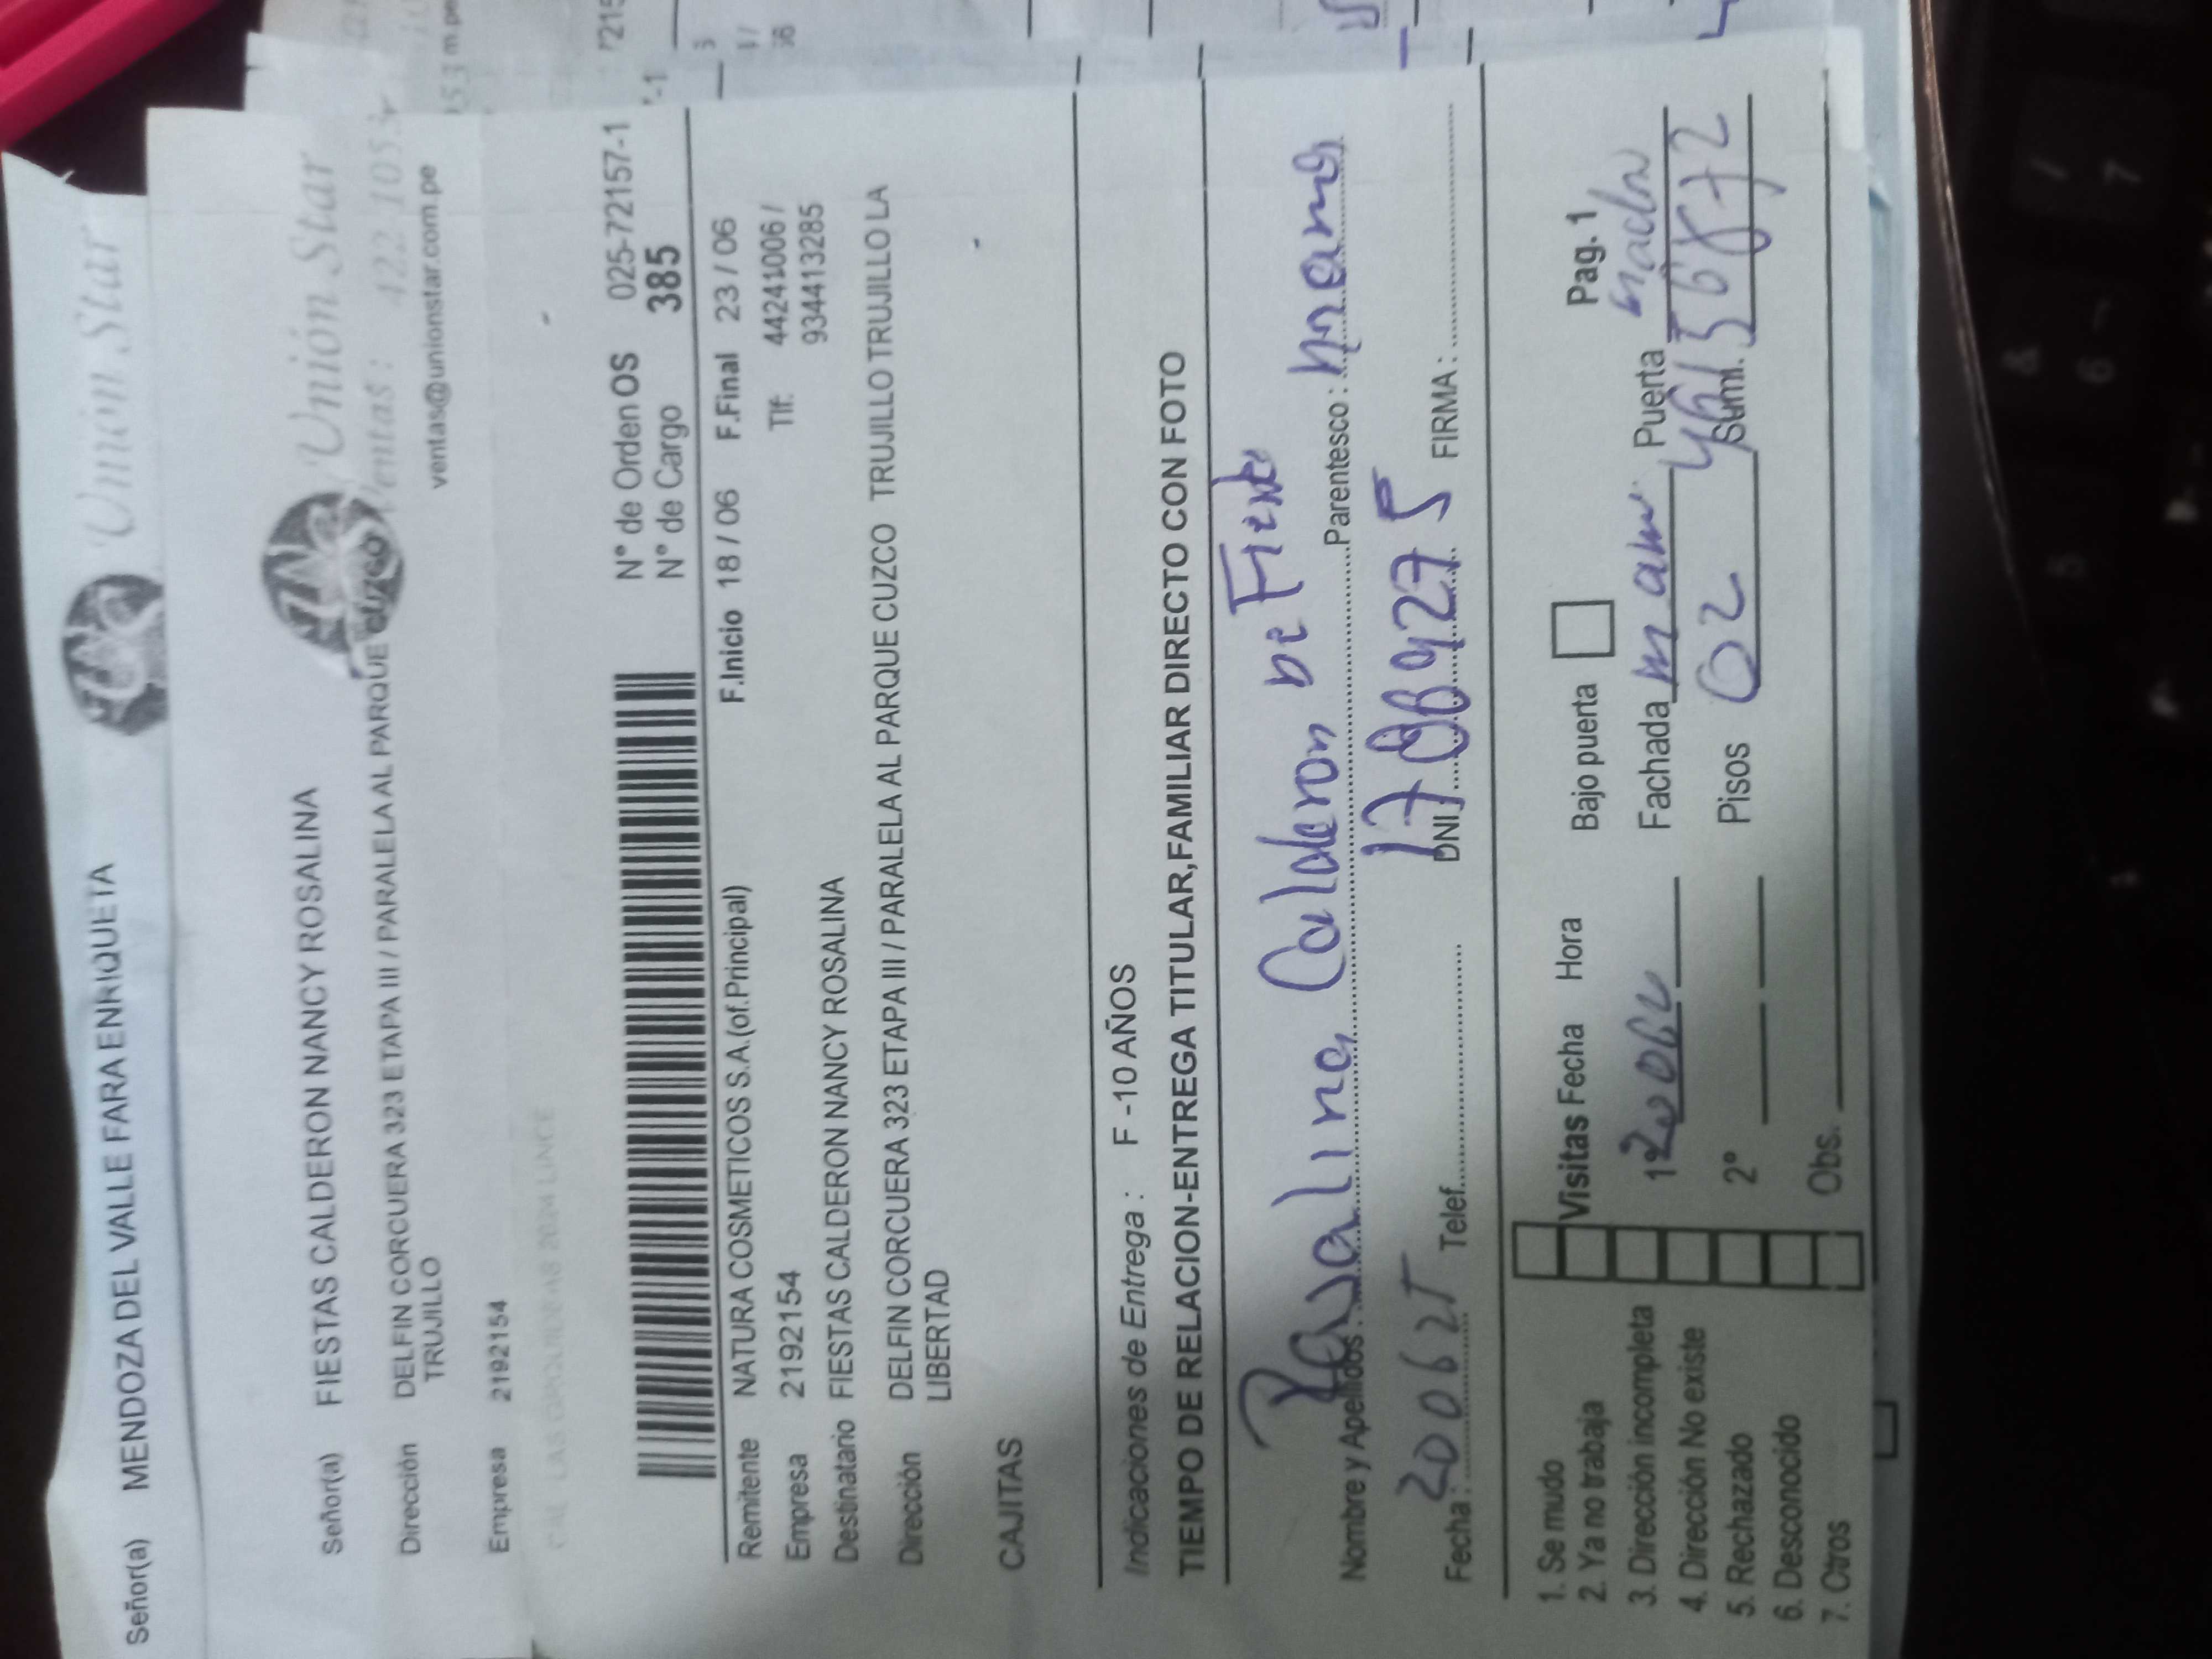 Señor(a) MENDOZA DEL VALLE FARA ENRIQUETA
Unión Star
Señor(a) FIESTAS CALDERON NANCY ROSALINA
Unión Star
Dirección DELFIN CORCUERA 323 ETAPA III / PARALELA AL PARQUE CUZCO
TRUJILLO
Ventas : 422 105
ventas@unionstar.com.pe
Empresa 2192154
N° de Orden OS 025-72157-1
N° de Cargo 385
Remitente NATURA COSMETICOS S.A.(of.Principal) F.Inicio 18 / 06 F.Final 23 / 06
Empresa 2192154 Tlf: 442241006 /
934413285
Destinatario FIESTAS CALDERON NANCY ROSALINA
Dirección DELFIN CORCUERA 323 ETAPA III / PARALELA AL PARQUE CUZCO TRUJILLO TRUJILLO LA
LIBERTAD
CAJITAS
Indicaciones de Entrega : F -10 AÑOS
TIEMPO DE RELACION-ENTREGA TITULAR,FAMILIAR DIRECTO CON FOTO
Nombre y Apellidos : Rosalina Calderon de Parentesco : mama
Fecha : Telef. DNI FIRMA :
1. Se mudo
2. Ya no trabaja Visitas Fecha Hora Bajo puerta Pag. 1
3. Dirección incompleta 1° Fachada Puerta
4. Dirección No existe
5. Rechazado 2° Pisos 02 Sumi.
6. Desconocido
7. Otros Obs.